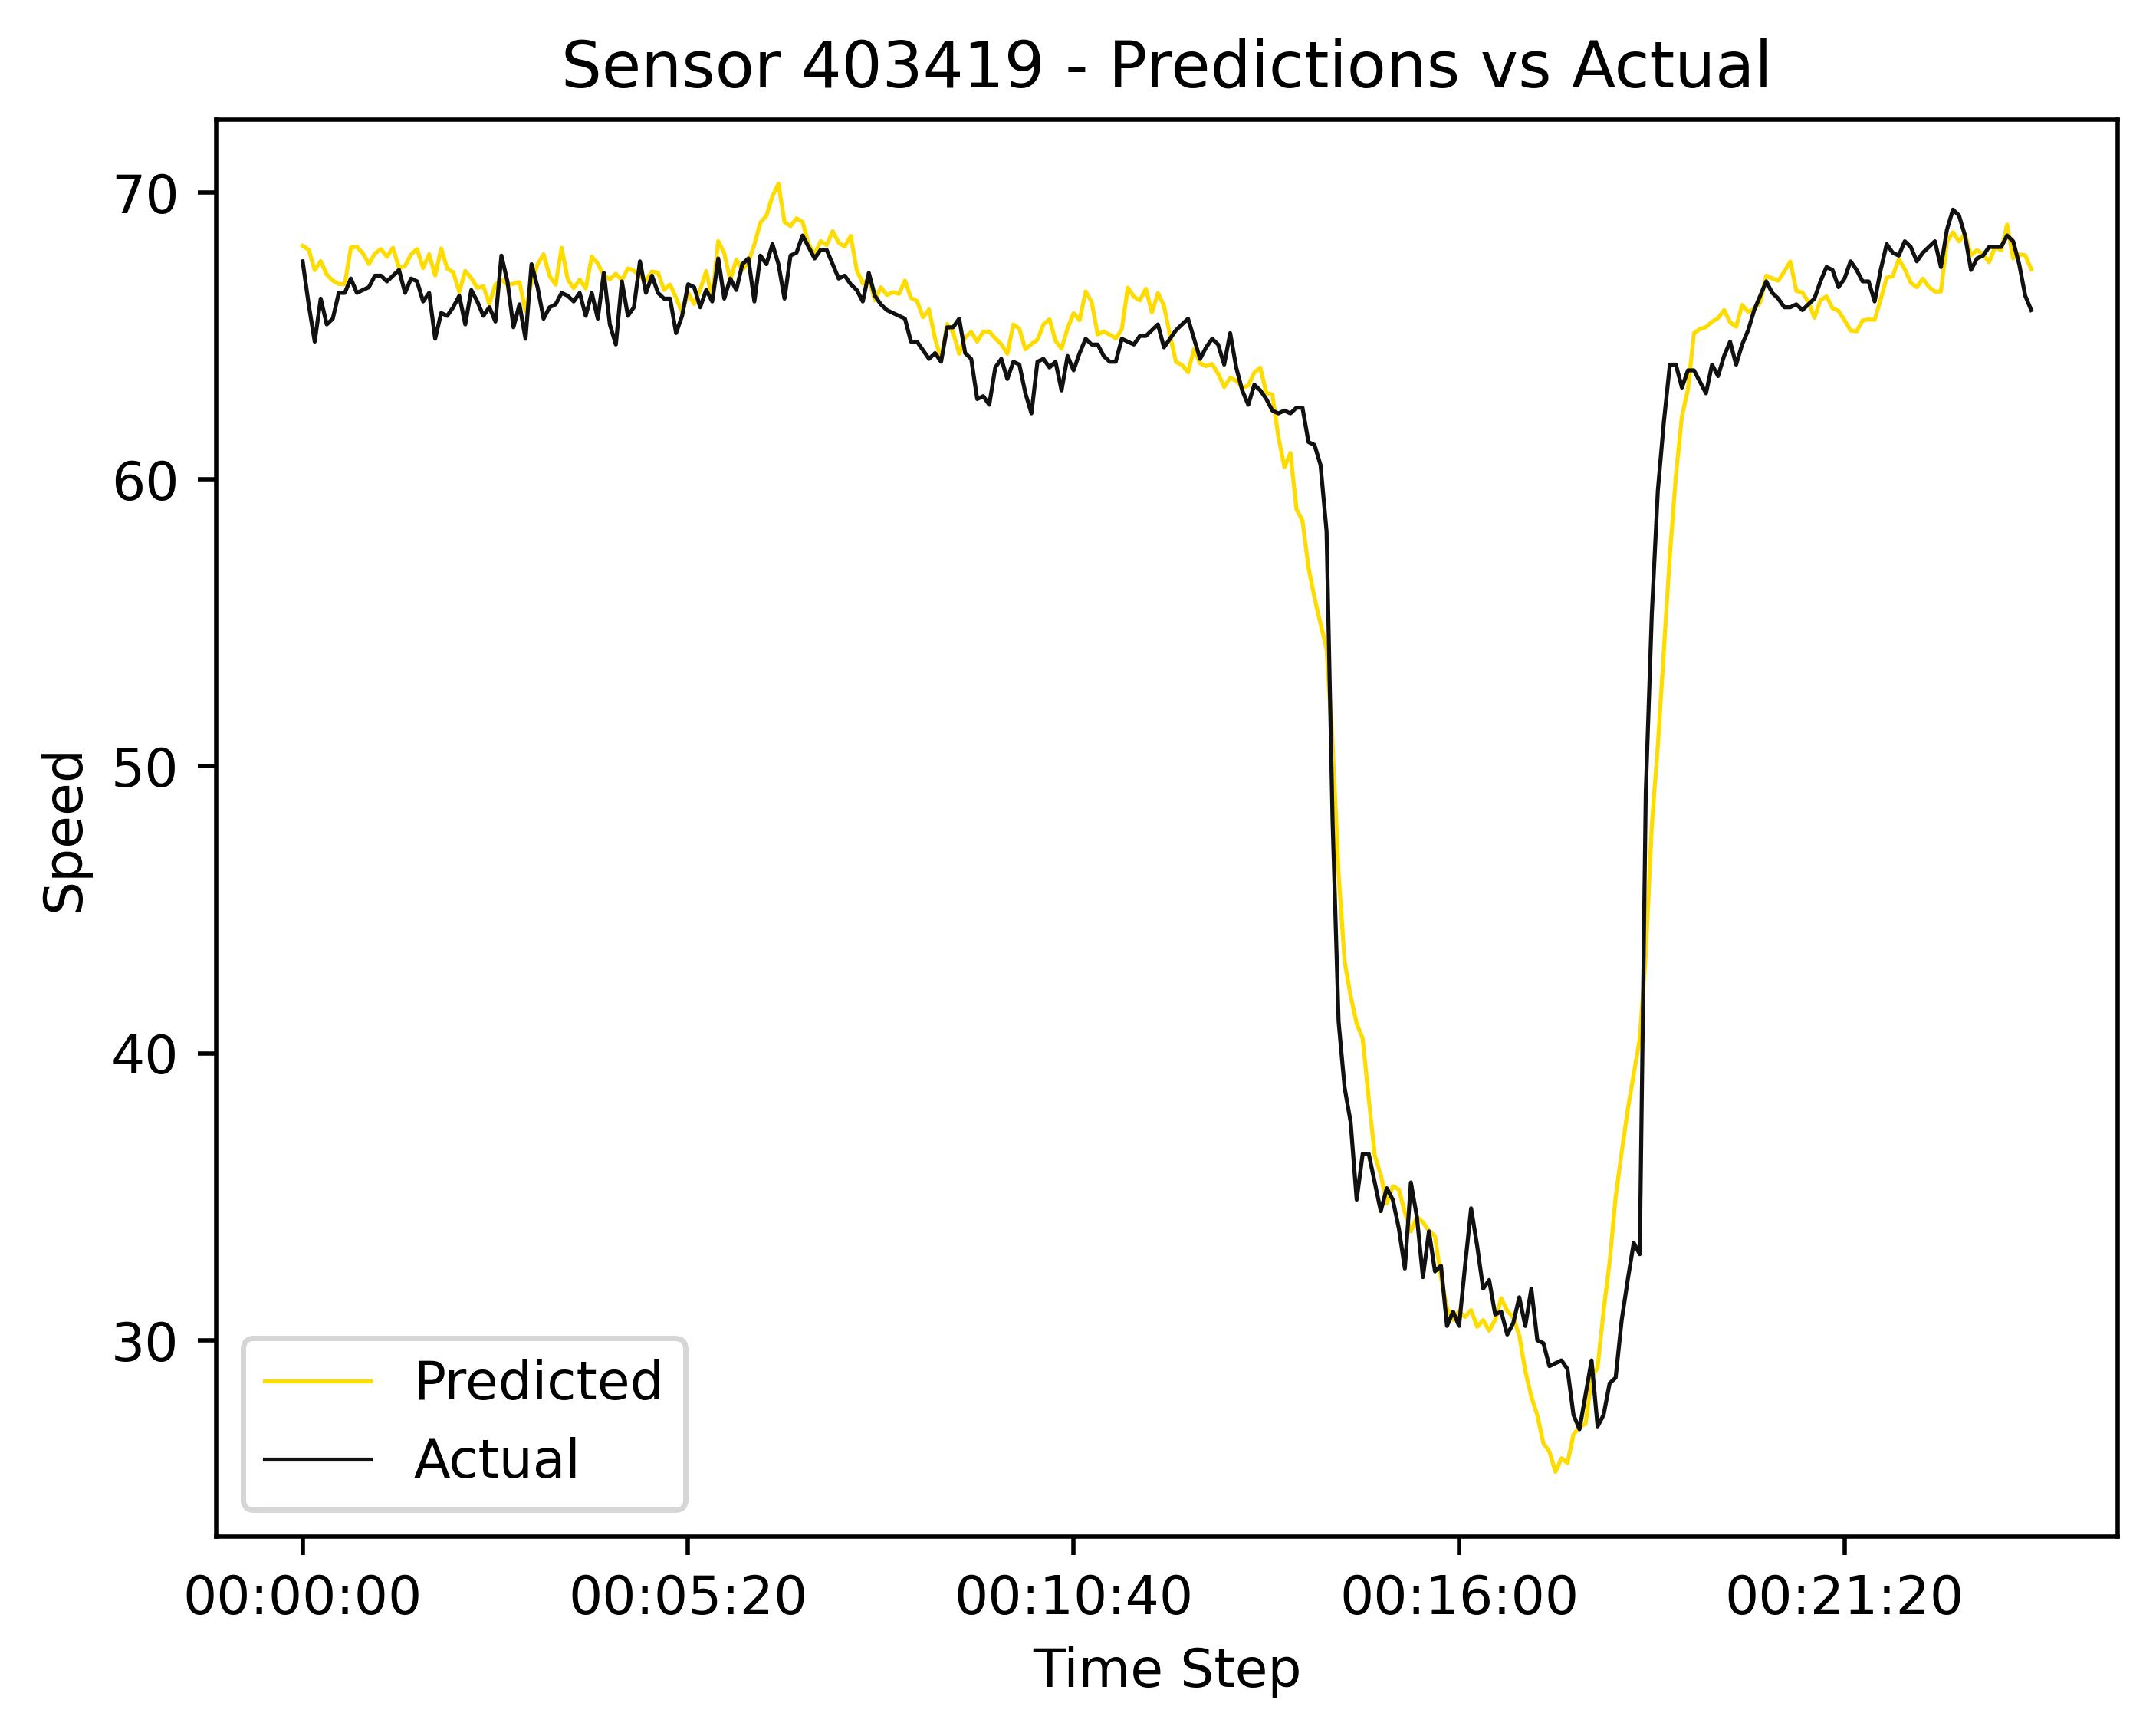 Sensor 403419 - Predictions vs Actual
70
60
50
40
30
Speed
Predicted
Actual
00:00:00 00:05:20 00:10:40 00:16:00 00:21:20
Time Step